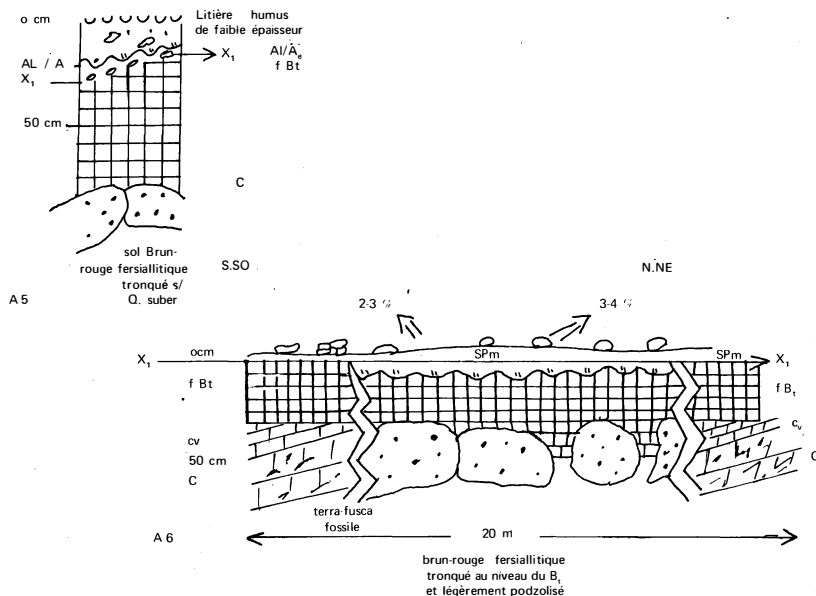 o cm
Litière humus
de faible épaisseur
AL / A
X₁
X₁
Al/Aₑ
f Bt
50 cm
C
sol Brun-
rouge fersiallitique
tronqué s/
Q. suber
A 5
S.SO
N.NE
2-3 %
3-4 %
X₁
ocm
SPm
SPm
X₁
f Bt
f Bₜ
cv
50 cm
C
cᵥ
C
terra-fusca
fossile
A 6
20 m
brun-rouge fersiallitique
tronqué au niveau du Bₜ
et légèrement podzolisé